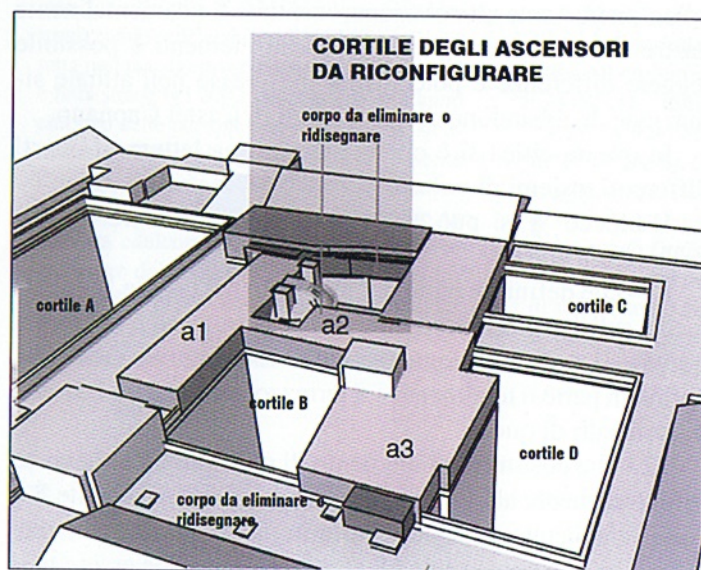 CORTILE DEGLI ASCENSORI
DA RICONFIGURARE
corpo da eliminare o
ridisegnare
cortile A
cortile C
a1
a2
cortile B
a3
cortile D
corpo da eliminare o
ridisegnare